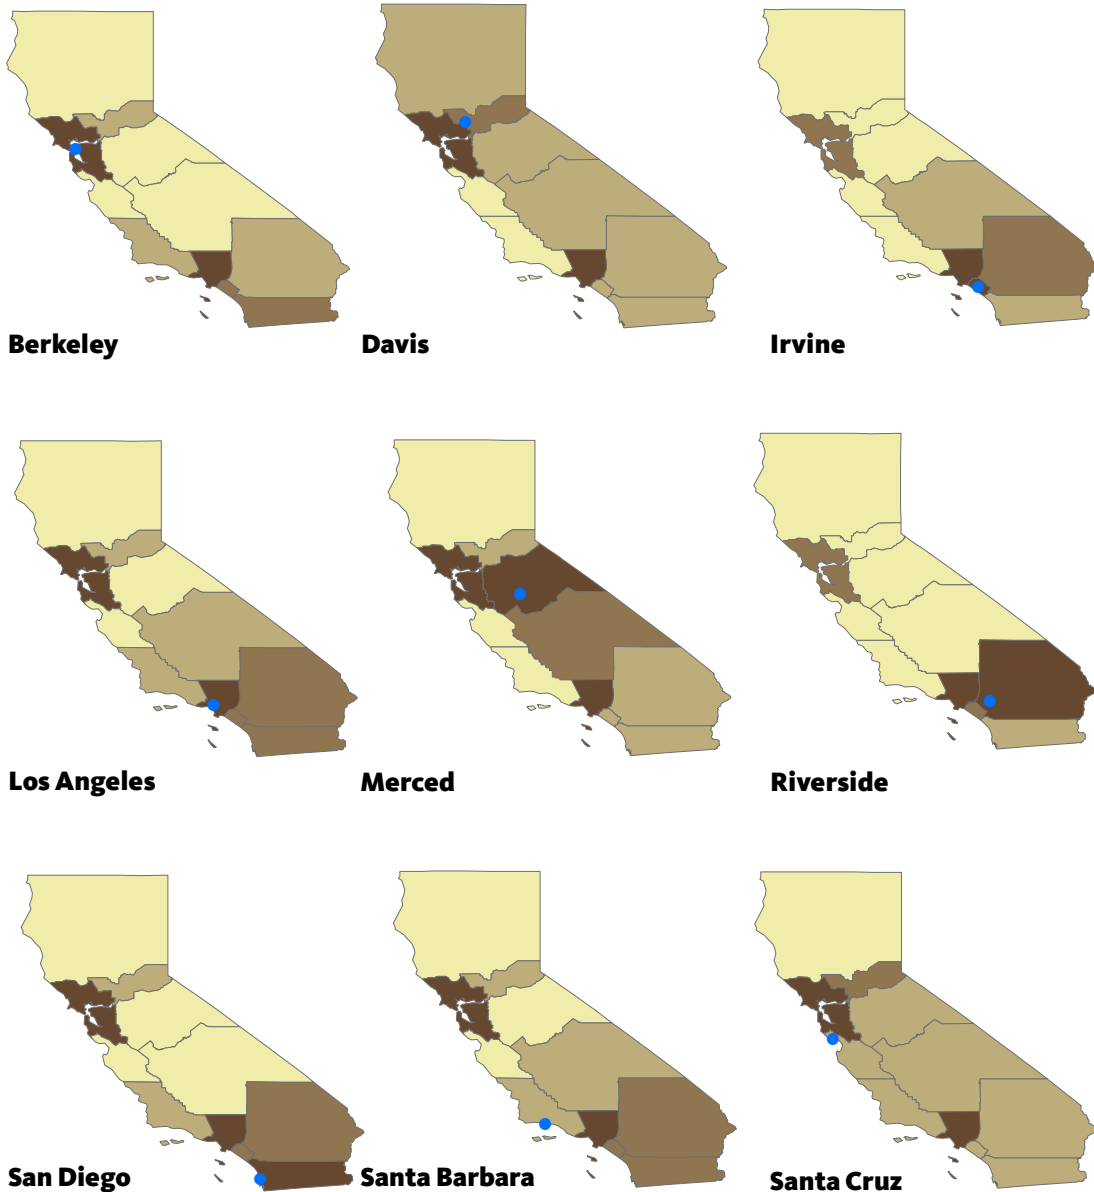 Berkeley
Davis
Irvine
Los Angeles
Merced
Riverside
San Diego
Santa Barbara
Santa Cruz